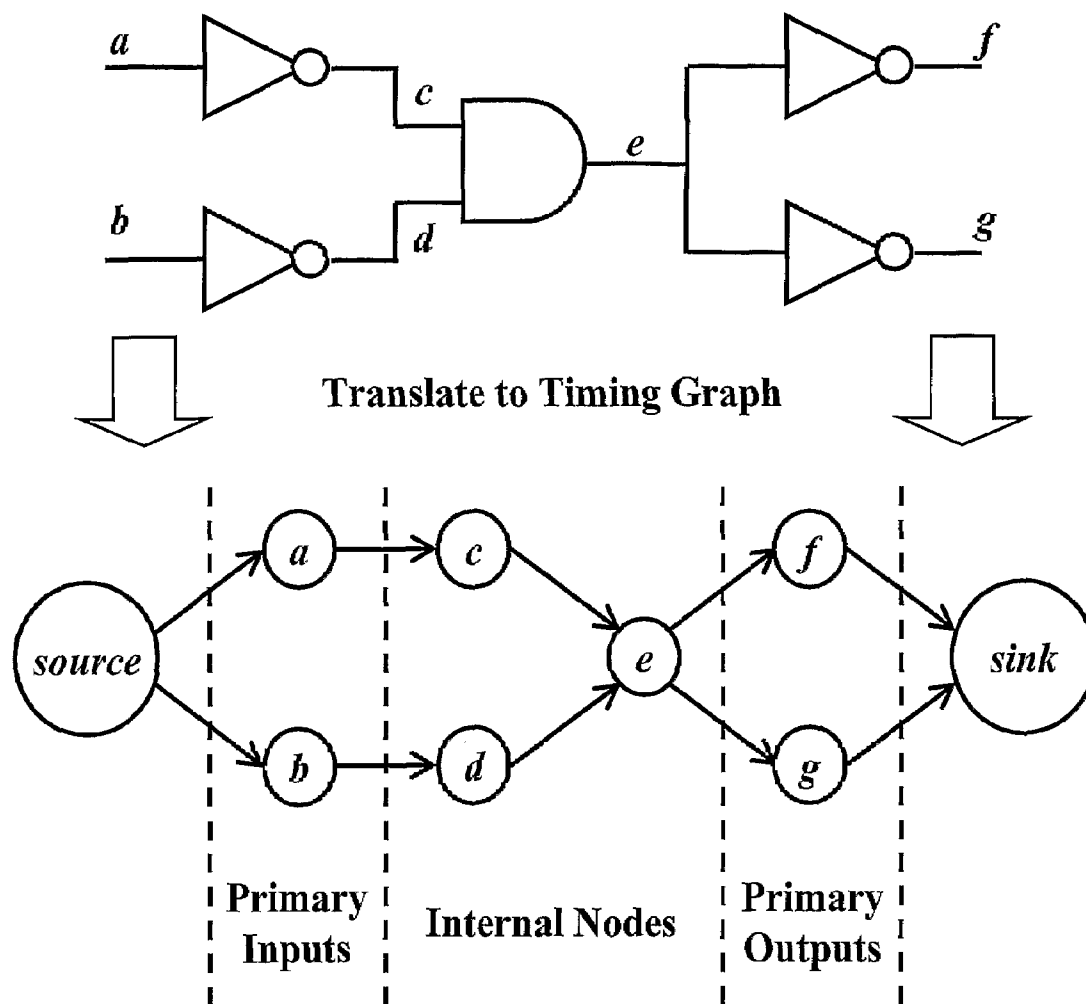 a
f
c
e
b
d
g
Translate to Timing Graph
a
c
f
source
e
sink
b
d
g
Primary
Inputs
Internal Nodes
Primary
Outputs